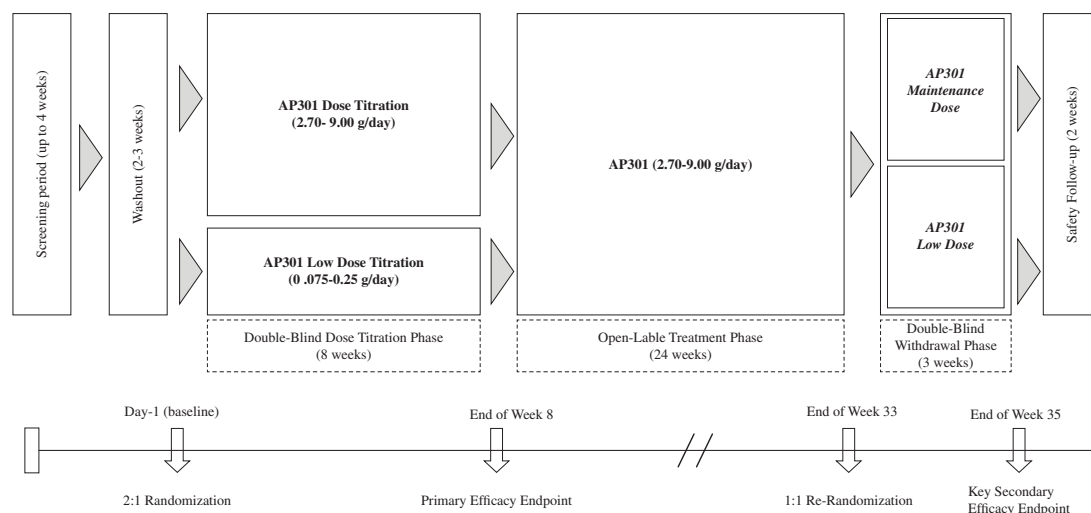 Screening period (up to 4 weeks)
Washout (2-3 weeks)
AP301 Dose Titration
(2.70- 9.00 g/day)
AP301 Low Dose Titration
(0 .075-0.25 g/day)
Double-Blind Dose Titration Phase
(8 weeks)
AP301 (2.70-9.00 g/day)
Open-Lable Treatment Phase
(24 weeks)
AP301
Maintenance
Dose
AP301
Low Dose
Double-Blind
Withdrawal Phase
(3 weeks)
Safety Follow-up (2 weeks)
Day-1 (baseline)
End of Week 8
End of Week 33
End of Week 35
2:1 Randomization
Primary Efficacy Endpoint
1:1 Re-Randomization
Key Secondary
Efficacy Endpoint